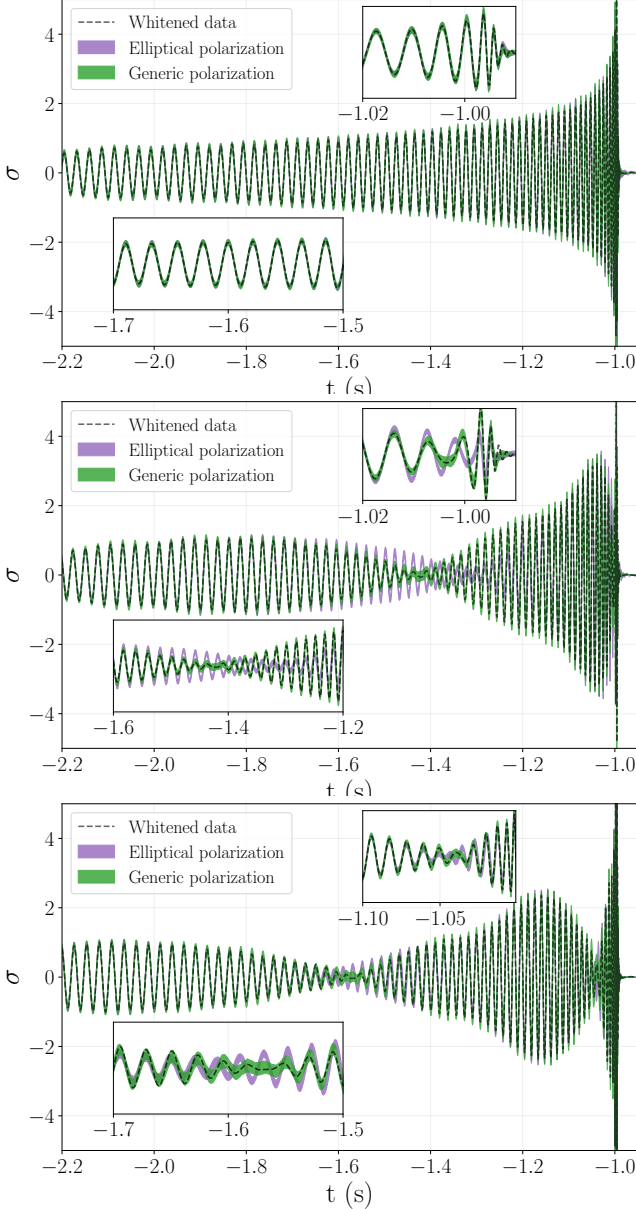 4
2
0
−2
−4
σ
Whitened data
Elliptical polarization
Generic polarization
−1.02 −1.00
−1.7 −1.6 −1.5
−2.2 −2.0 −1.8 −1.6 −1.4 −1.2 −1.0
t (s)
4
2
0
−2
−4
σ
Whitened data
Elliptical polarization
Generic polarization
−1.02 −1.00
−1.6 −1.4 −1.2
−2.2 −2.0 −1.8 −1.6 −1.4 −1.2 −1.0
t (s)
4
2
0
−2
−4
σ
Whitened data
Elliptical polarization
Generic polarization
−1.10 −1.05
−1.7 −1.6 −1.5
−2.2 −2.0 −1.8 −1.6 −1.4 −1.2 −1.0
t (s)